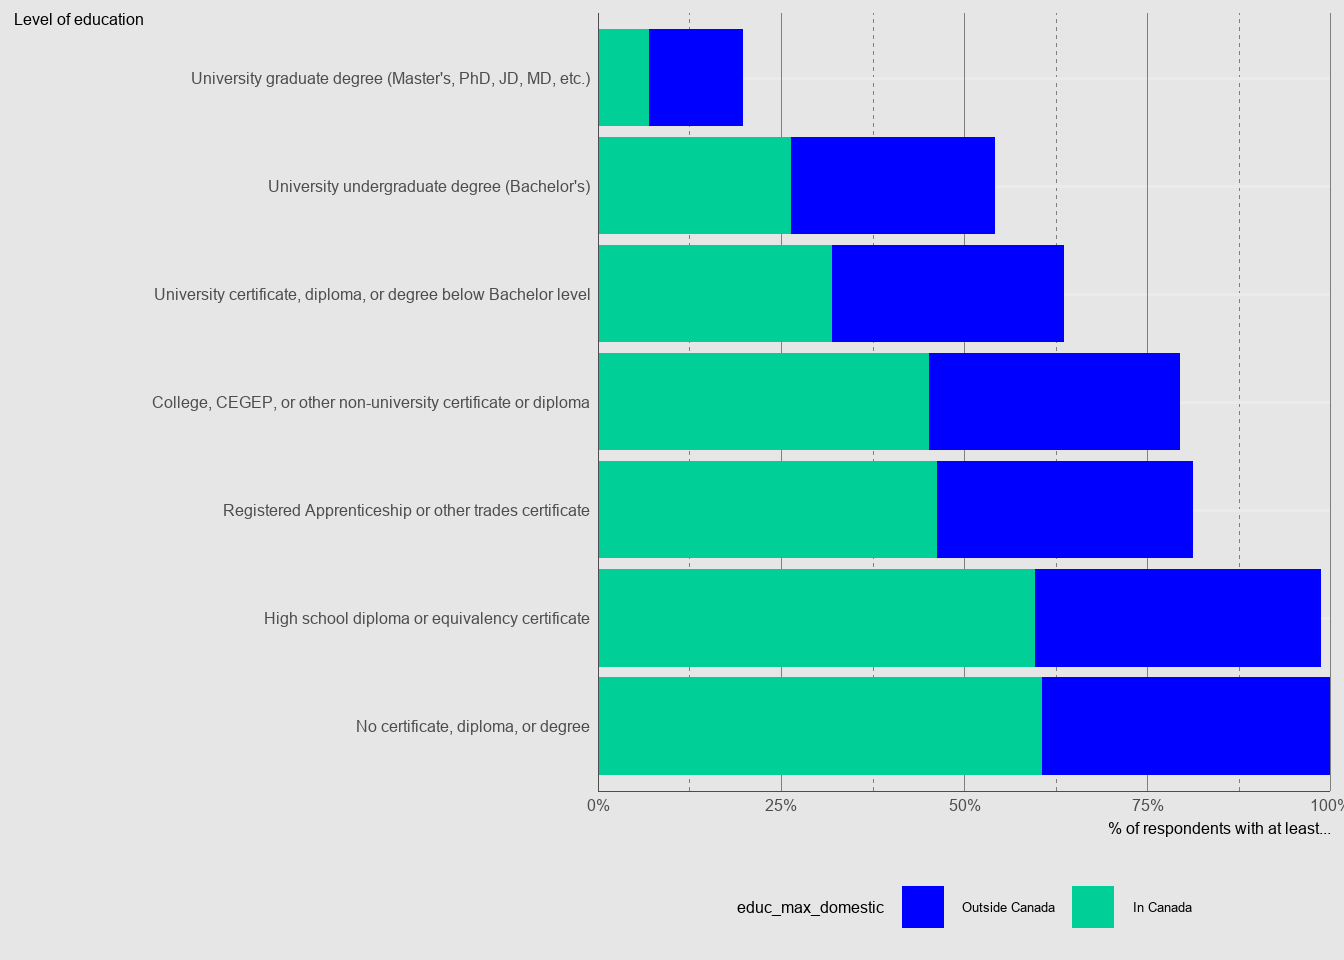 Level of education
University graduate degree (Master's, PhD, JD, MD, etc.)
University undergraduate degree (Bachelor's)
University certificate, diploma, or degree below Bachelor level
College, CEGEP, or other non-university certificate or diploma
Registered Apprenticeship or other trades certificate
High school diploma or equivalency certificate
No certificate, diploma, or degree
0% 25% 50% 75% 100%
% of respondents with at least...
educ_max_domestic Outside Canada In Canada